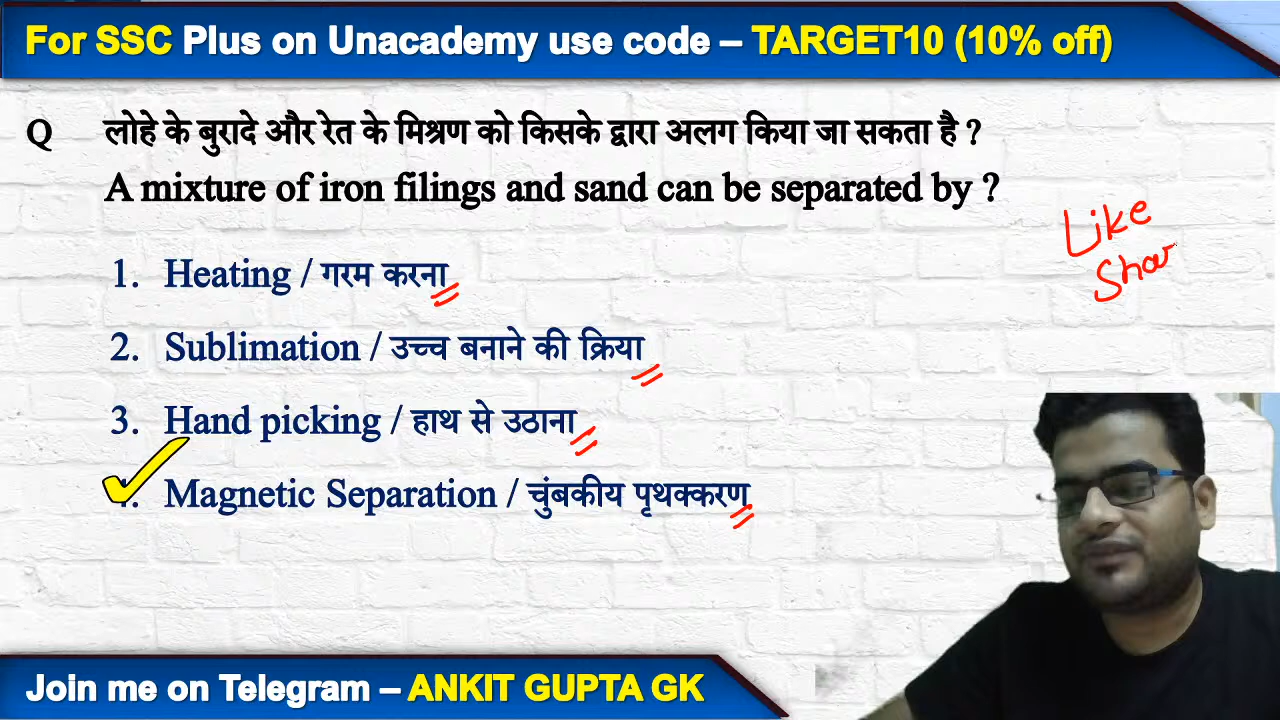 For SSC Plus on Unacademy use code – TARGET10 (10% off)
Q लोहे के बुरादे और रेत के मिश्रण को किसके द्वारा अलग किया जा सकता है ?
A mixture of iron filings and sand can be separated by ?
1. Heating / गरम करना
2. Sublimation / उच्च बनाने की क्रिया
3. Hand picking / हाथ से उठाना
4. Magnetic Separation / चुंबकीय पृथक्करण
Like
Shar
Join me on Telegram – ANKIT GUPTA GK